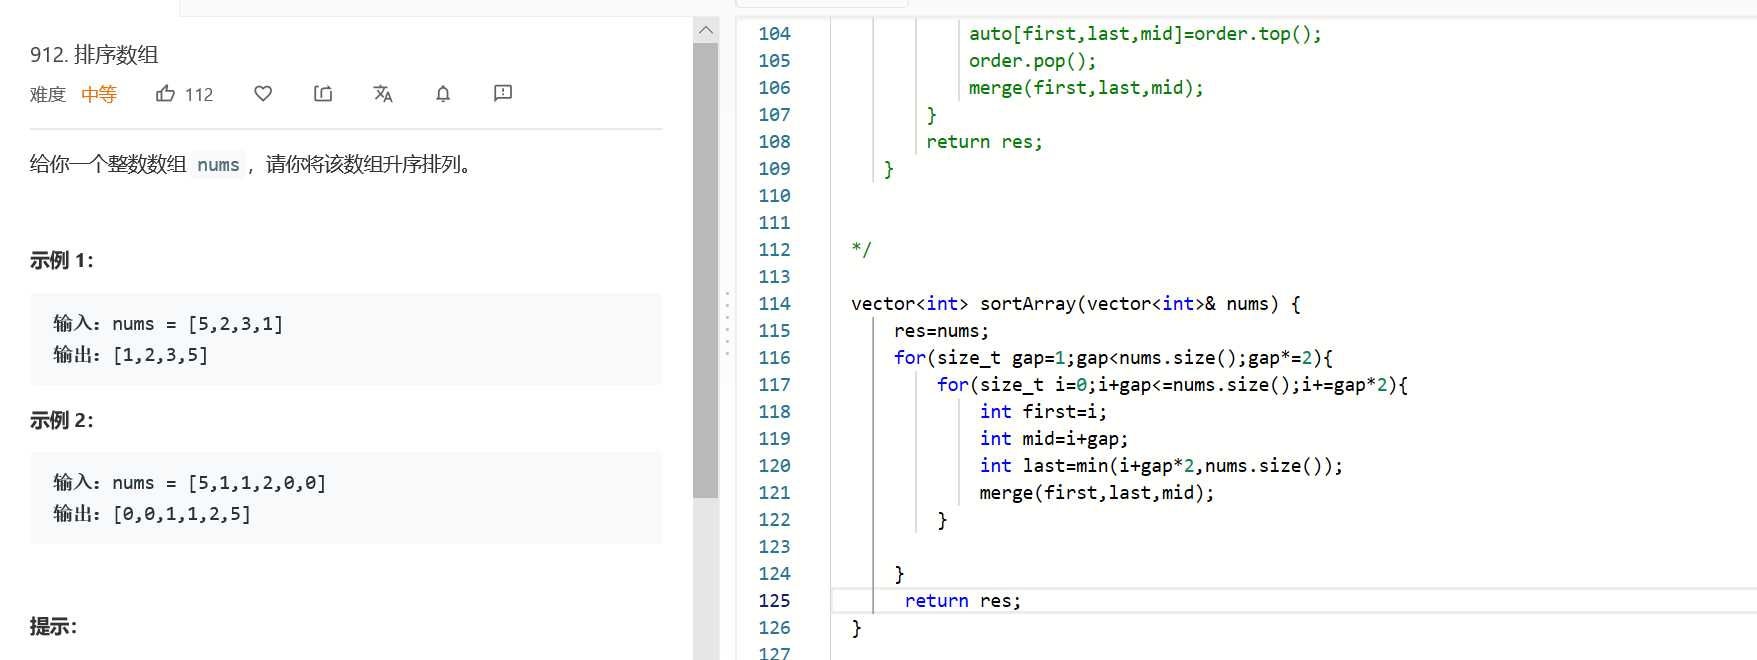 912. 排序数组
难度 中等 112
给你一个整数数组 nums ，请你将该数组升序排列。
示例 1：
输入：nums = [5,2,3,1]
输出：[1,2,3,5]
示例 2：
输入：nums = [5,1,1,2,0,0]
输出：[0,0,1,1,2,5]
提示：
104 auto[first,last,mid]=order.top();
105 order.pop();
106 merge(first,last,mid);
107 }
108 return res;
109 }
110
111
112 */
113
114 vector<int> sortArray(vector<int>& nums) {
115 res=nums;
116 for(size_t gap=1;gap<nums.size();gap*=2){
117 for(size_t i=0;i+gap<=nums.size();i+=gap*2){
118 int first=i;
119 int mid=i+gap;
120 int last=min(i+gap*2,nums.size());
121 merge(first,last,mid);
122 }
123
124 }
125 return res;
126 }
127